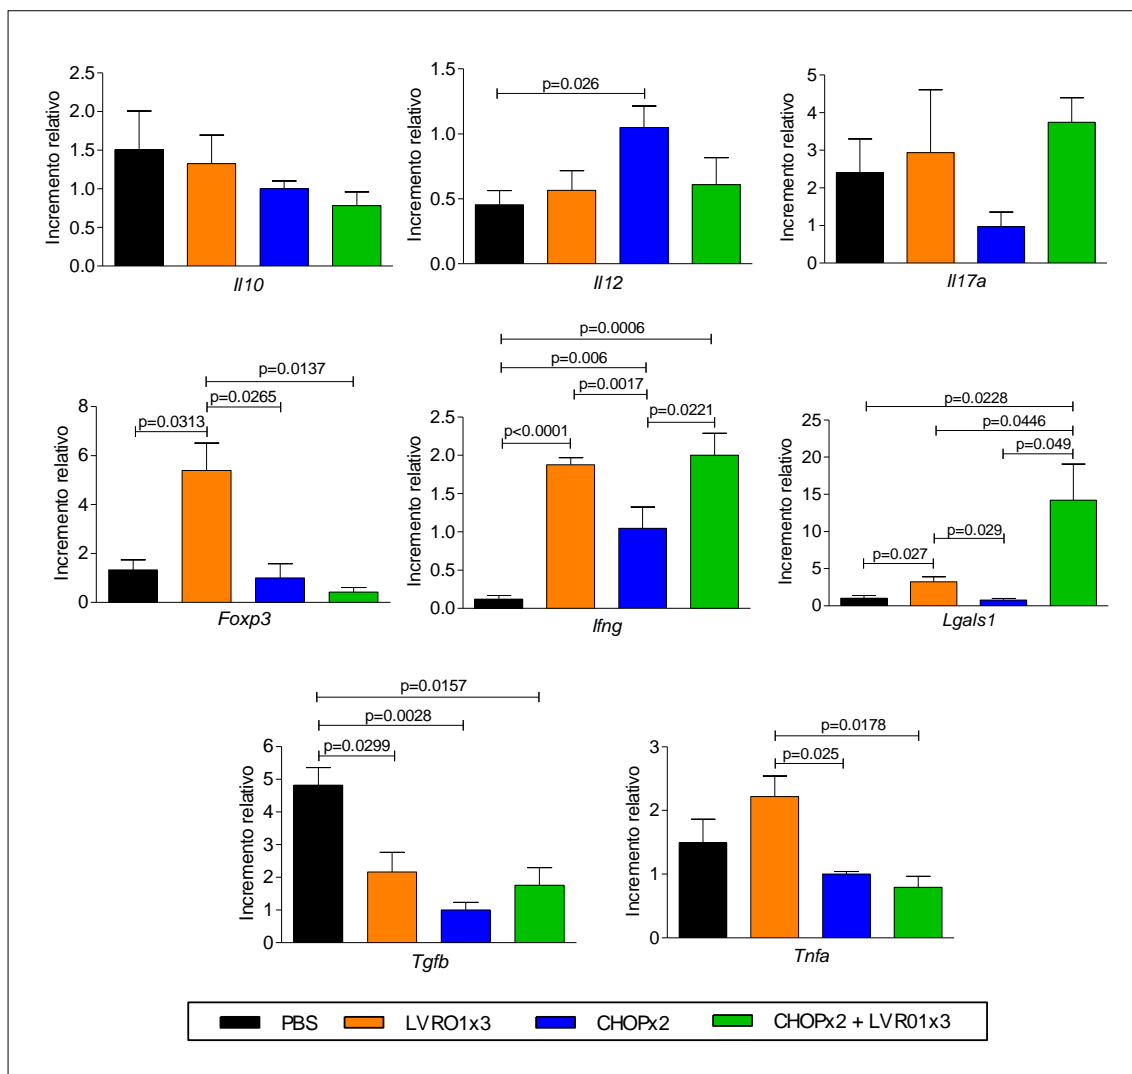 Incremento relativo
2.5
2.0
1.5
1.0
0.5
0.0
Il10
Incremento relativo
1.5
1.0
0.5
0.0
p=0.026
Il12
Incremento relativo
5
4
3
2
1
0
Il17a
Incremento relativo
8
6
4
2
0
p=0.0137
p=0.0265
p=0.0313
Foxp3
Incremento relativo
2.5
2.0
1.5
1.0
0.5
0.0
p=0.0006
p=0.006
p=0.0017
p=0.0221
p<0.0001
Ifng
Incremento relativo
25
20
15
10
5
0
p=0.0228
p=0.0446
p=0.049
p=0.029
p=0.027
Lgals1
Incremento relativo
6
5
4
3
2
1
0
p=0.0157
p=0.0028
p=0.0299
Tgfb
Incremento relativo
3
2
1
0
p=0.0178
p=0.025
Tnfa
PBS LVRO1x3 CHOPx2 CHOPx2 + LVR01x3